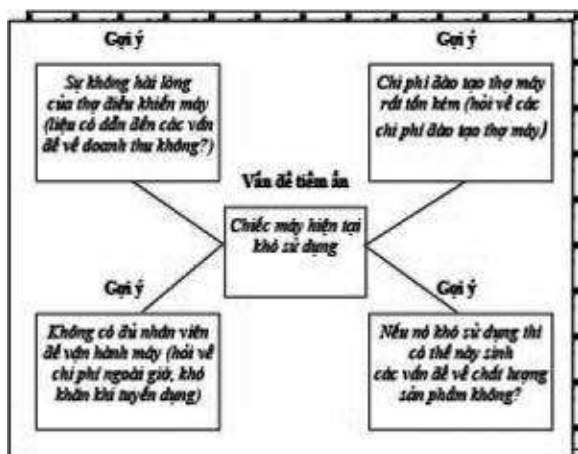 Gợi ý
Gợi ý
Sự không hài lòng
của thợ điều khiển máy
(liệu có dẫn đến các vấn
đề về doanh thu không?)
Chi phí đào tạo thợ máy
rất tốn kém (hỏi về các
chi phí đào tạo thợ máy)
Vấn đề tiềm ẩn
Chiếc máy hiện tại
khó sử dụng
Gợi ý
Gợi ý
Không có đủ nhân viên
để vận hành máy (hỏi về
chi phí ngoài giờ, khó
khăn khi tuyển dụng)
Nếu nó khó sử dụng thì
có thể nảy sinh
các vấn đề về chất lượng
sản phẩm không?